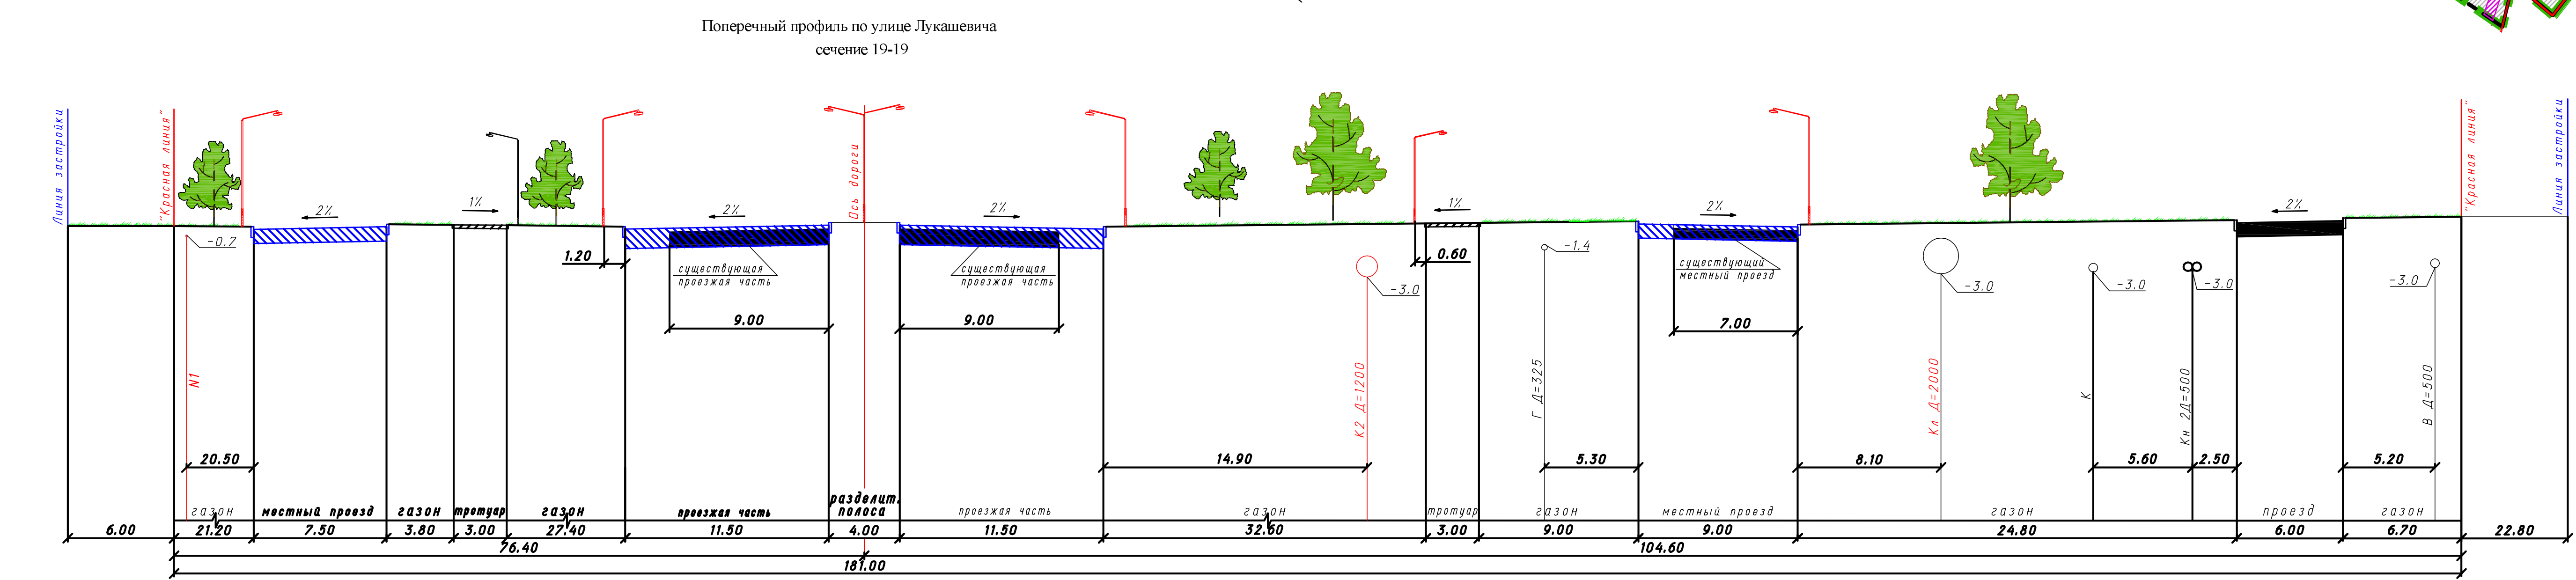 Поперечный профиль по улице Лукашевича
сечение 19-19
Линия застройки
"Красная линия"
Ось дороги
"Красная линия"
Линия застройки
2%
1%
2%
2%
1%
2%
2%
-0.7
1.20
существующая
проезжая часть
существующая
проезжая часть
-3.0
0.60
-1.4
существующий
местный проезд
-3.0
-3.0
-3.0
-3.0
9.00
9.00
7.00
N1
К2 Д=1200
Г Д=325
Кл Д=2000
К
Кн 2Д=500
В Д=500
20.50
14.90
5.30
8.10
5.60
2.50
5.20
газон
местный проезд
газон
тротуар
газон
проезжая часть
разделит.
полоса
проезжая часть
газон
тротуар
газон
местный проезд
газон
проезд
газон
6.00
21.20
7.50
3.80
3.00
27.40
11.50
4.00
11.50
32.60
3.00
9.00
9.00
24.80
6.00
6.70
22.80
76.40
104.60
181.00